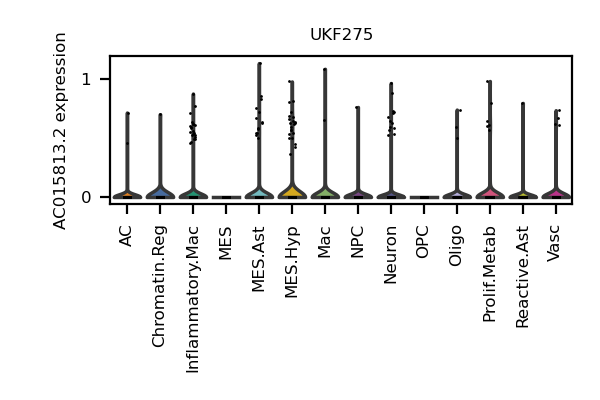 UKF275
AC015813.2 expression
1
0
AC
Chromatin.Reg
Inflammatory.Mac
MES
MES.Ast
MES.Hyp
Mac
NPC
Neuron
OPC
Oligo
Prolif.Metab
Reactive.Ast
Vasc